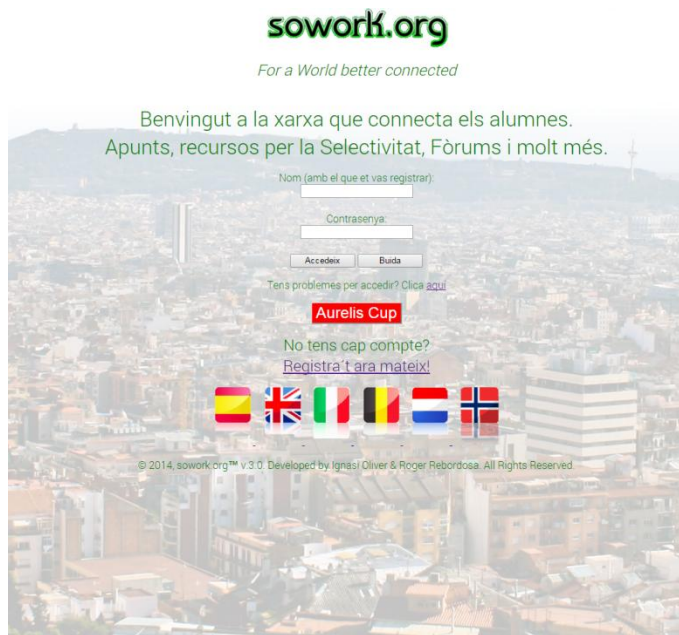 sowork.org
For a World better connected
Benvingut a la xarxa que connecta els alumnes.
Apunts, recursos per la Selectivitat, Fòrums i molt més.
Nom (amb el que et vas registrar):
Contrasenya:
Accedeix Buida
Tens problemes per accedir? Clica aquí
Aurelis Cup
No tens cap compte?
Registra´t ara mateix!
- - - - -
© 2014, sowork.org™ v.3.0. Developed by Ignasi Oliver & Roger Rebordosa. All Rights Reserved.